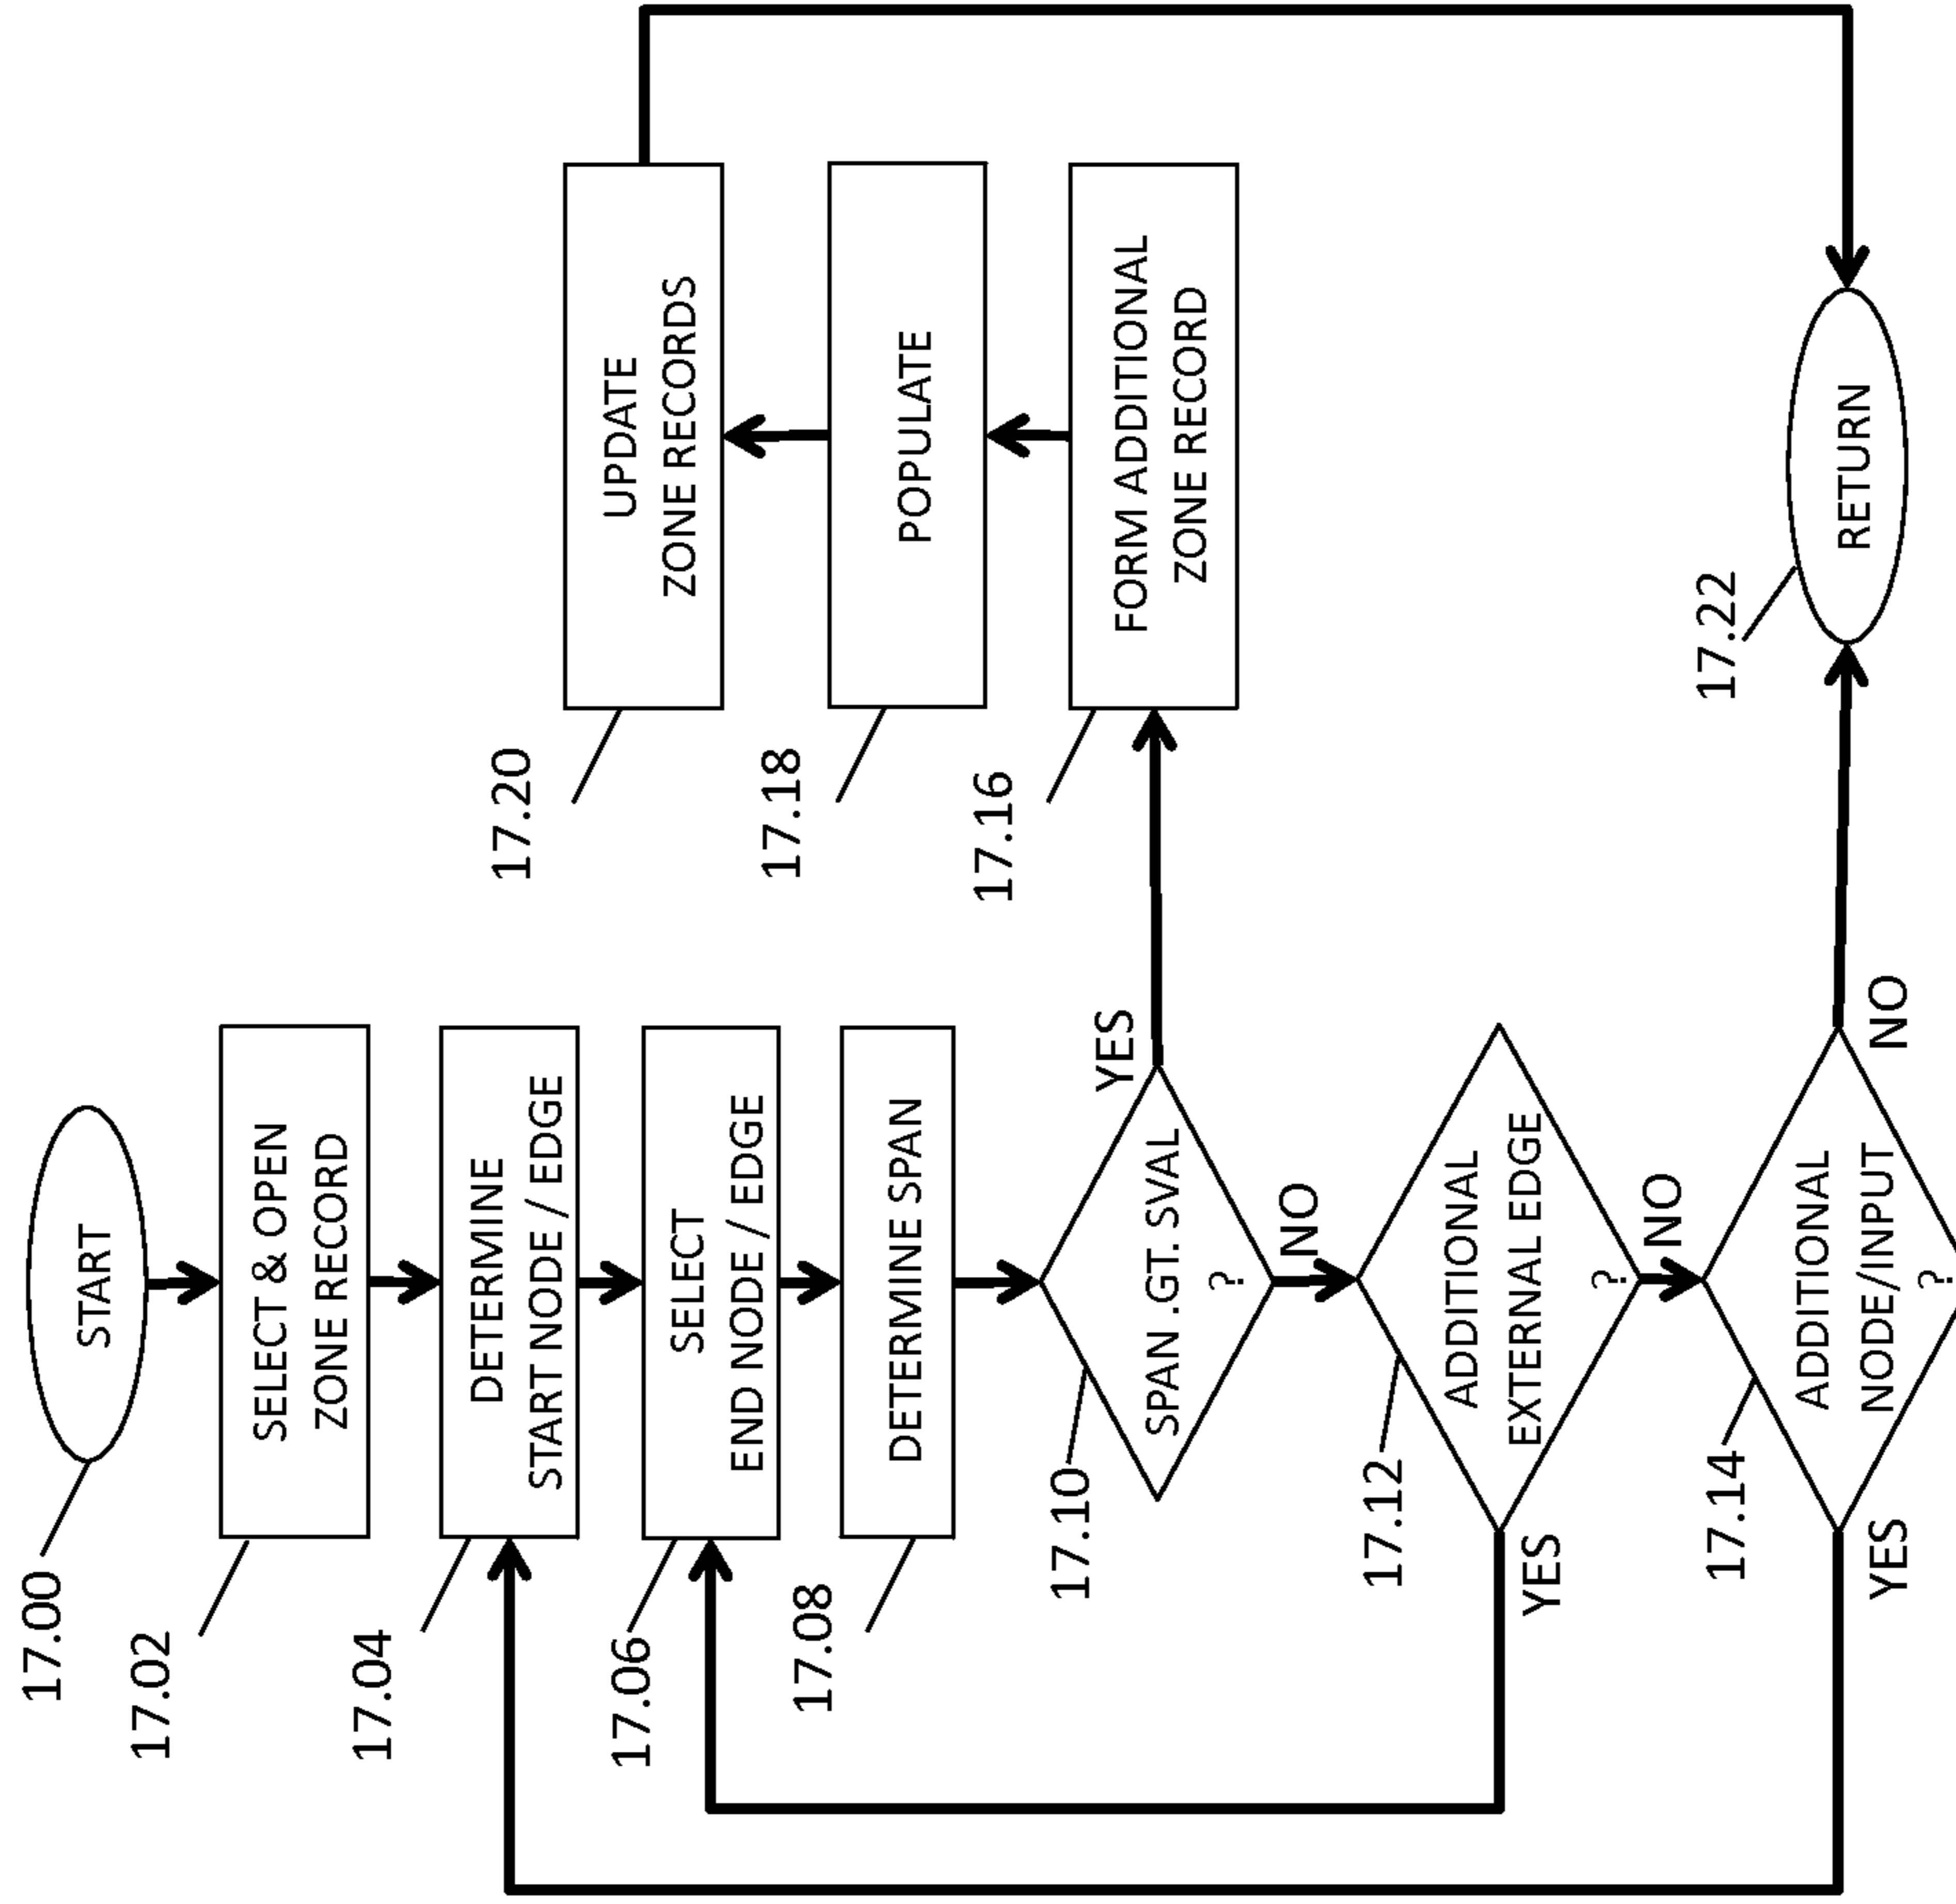 17.00
START
17.02
SELECT & OPEN
ZONE RECORD
17.04
DETERMINE
START NODE / EDGE
17.06
SELECT
END NODE / EDGE
17.08
DETERMINE SPAN
17.10
SPAN .GT. SVAL
?
YES
NO
17.12
ADDITIONAL
EXTERNAL EDGE
?
YES
NO
17.14
ADDITIONAL
NODE/INPUT
?
YES
NO
17.16
FORM ADDITIONAL
ZONE RECORD
17.18
POPULATE
17.20
UPDATE
ZONE RECORDS
17.22
RETURN